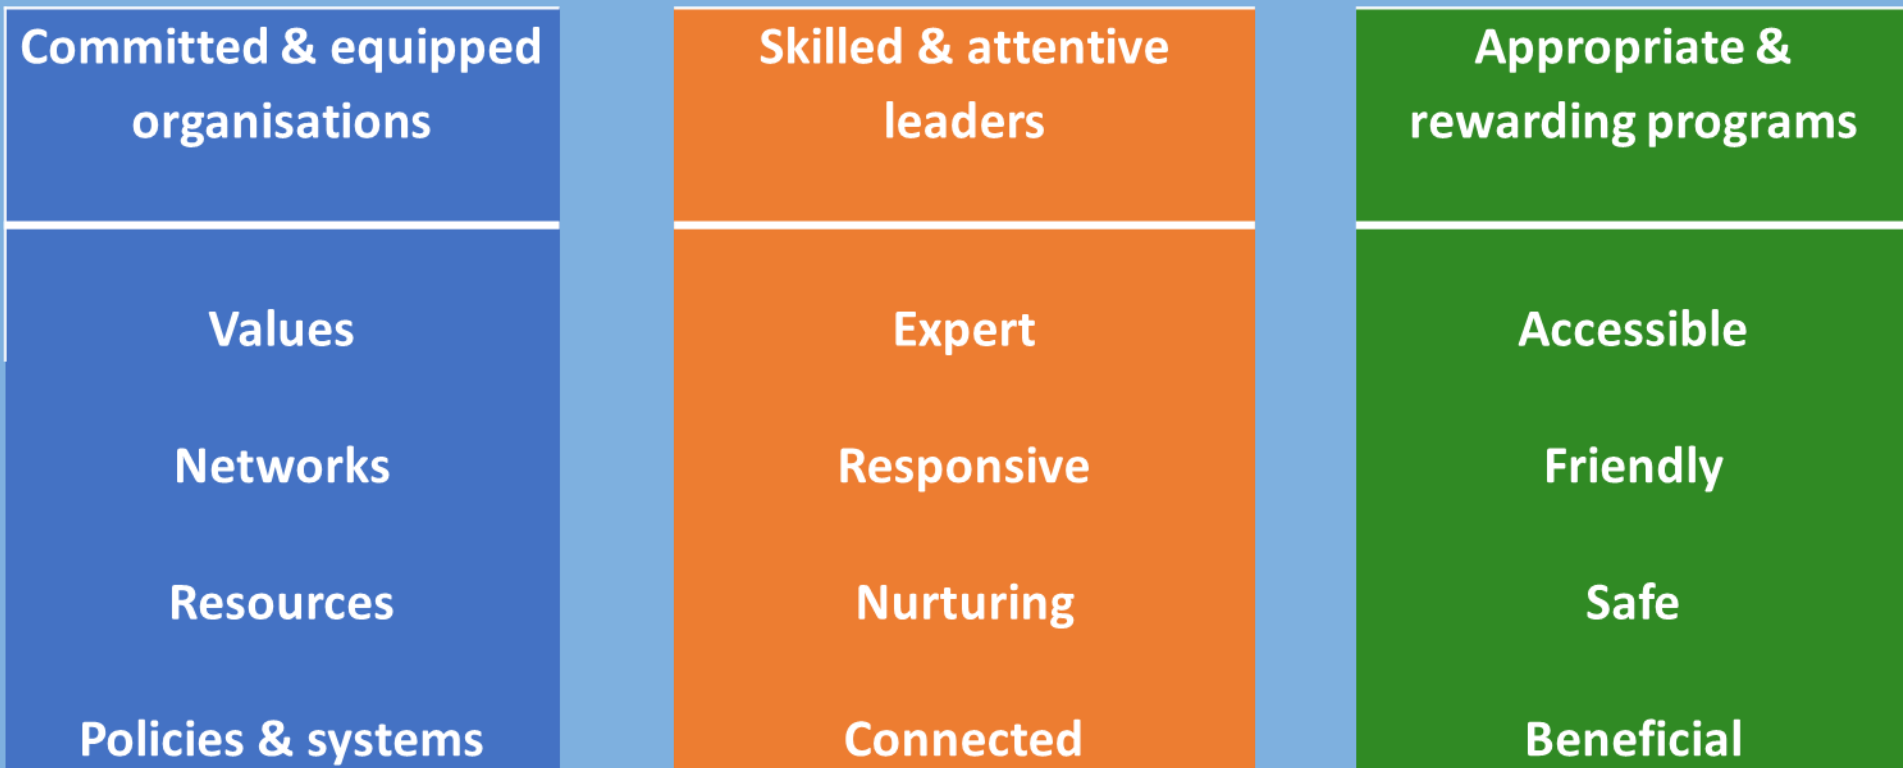 Committed & equipped
organisations
Values
Networks
Resources
Policies & systems
Skilled & attentive
leaders
Expert
Responsive
Nurturing
Connected
Appropriate &
rewarding programs
Accessible
Friendly
Safe
Beneficial